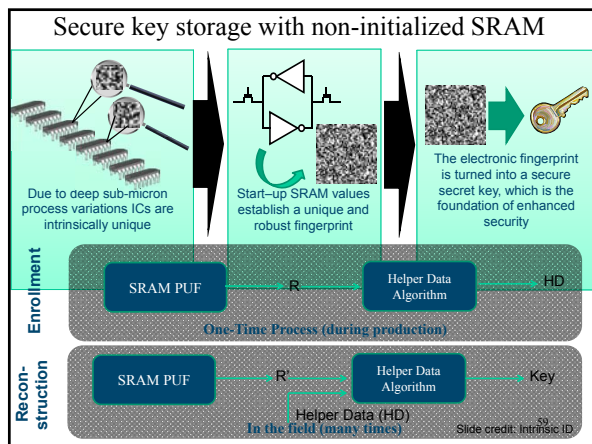 Secure key storage with non-initialized SRAM
Due to deep sub-micron
process variations ICs are
intrinsically unique
Start–up SRAM values
establish a unique and
robust fingerprint
The electronic fingerprint
is turned into a secure
secret key, which is the
foundation of enhanced
security
Enrollment
SRAM PUF
R
Helper Data
Algorithm
HD
One-Time Process (during production)
Recon-
struction
SRAM PUF
R'
Helper Data
Algorithm
Key
Helper Data (HD)
In the field (many times)
59
Slide credit: Intrinsic ID